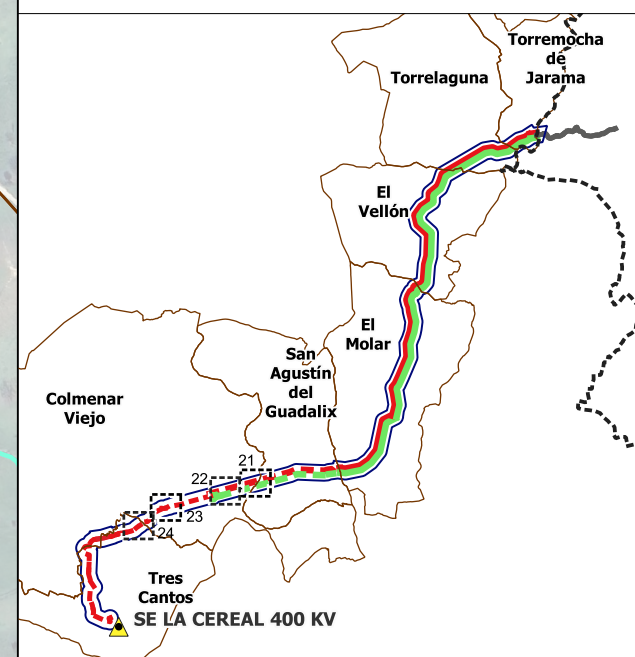 Torremocha
de
Jarama
Torrelaguna
El
Vellón
El
Molar
San
Agustín
del
Guadalix
Colmenar
Viejo
21
22
23
24
Tres
Cantos
SE LA CEREAL 400 KV